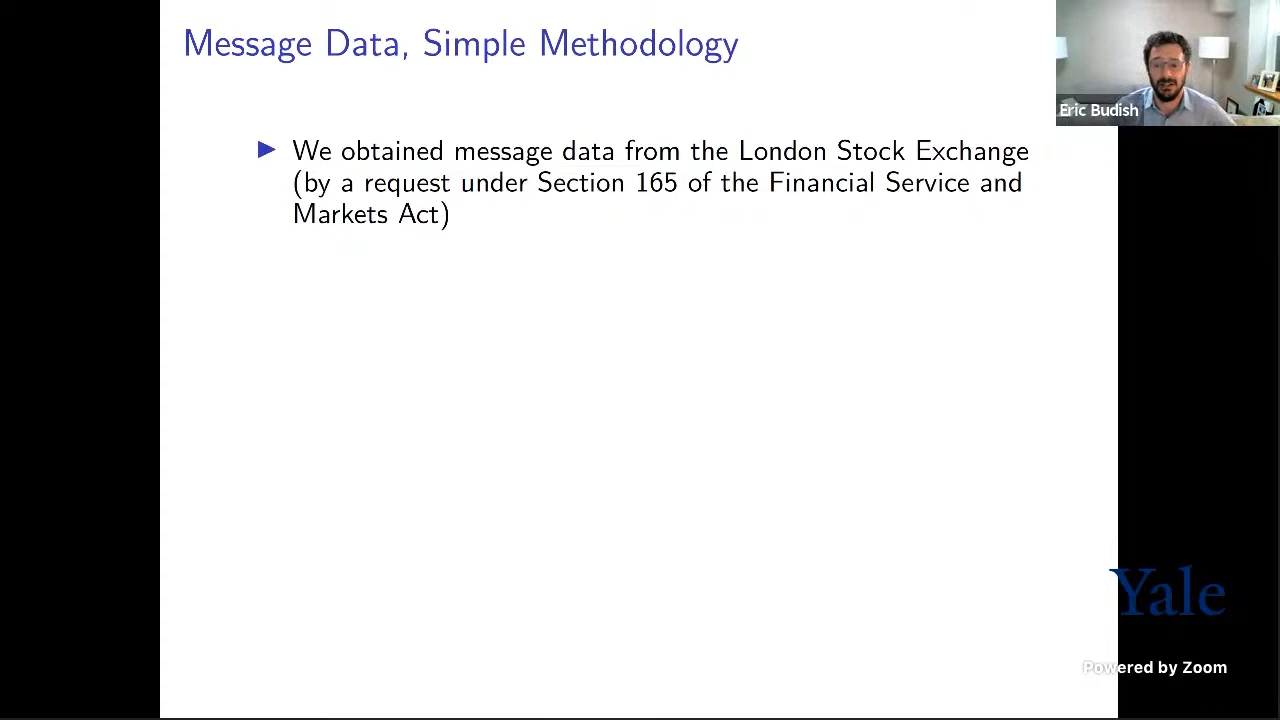 Message Data, Simple Methodology
Eric Budish
We obtained message data from the London Stock Exchange
(by a request under Section 165 of the Financial Service and
Markets Act)
Yale
Powered by Zoom